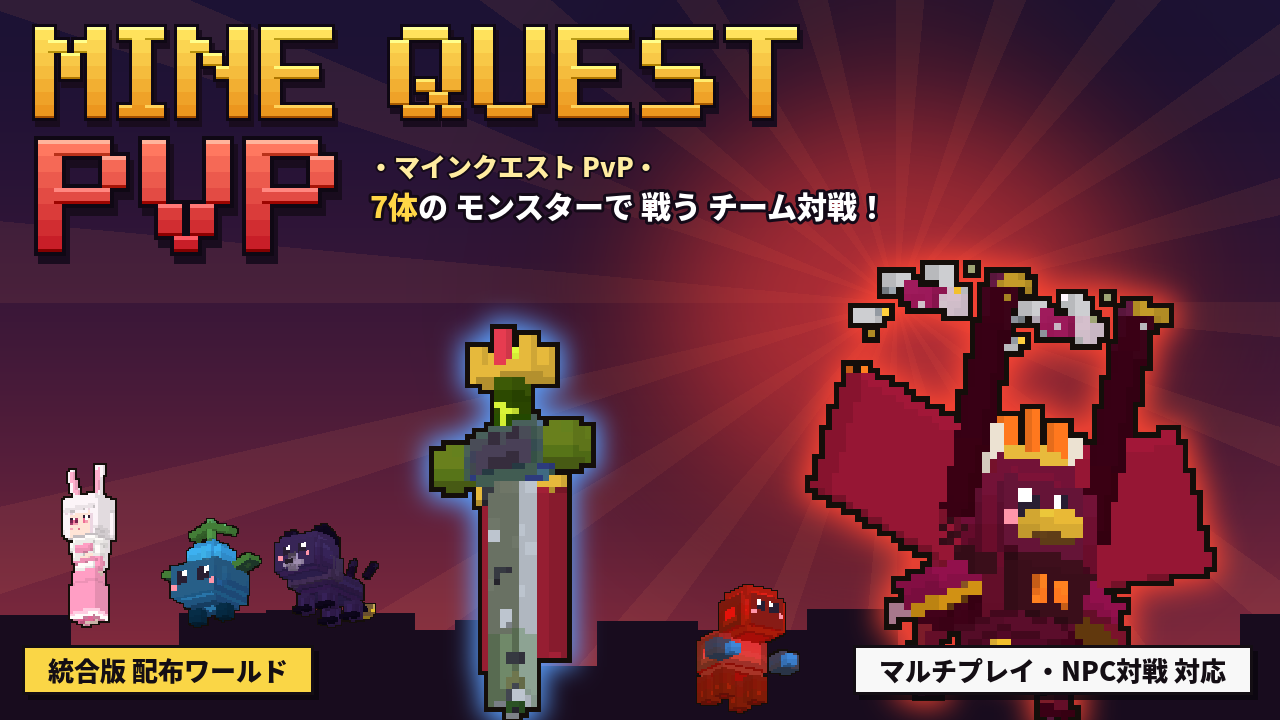 MINE QUEST
PVP
・マインクエスト PvP・
7体の モンスターで 戦う チーム対戦！
統合版 配布ワールド
マルチプレイ・NPC対戦 対応